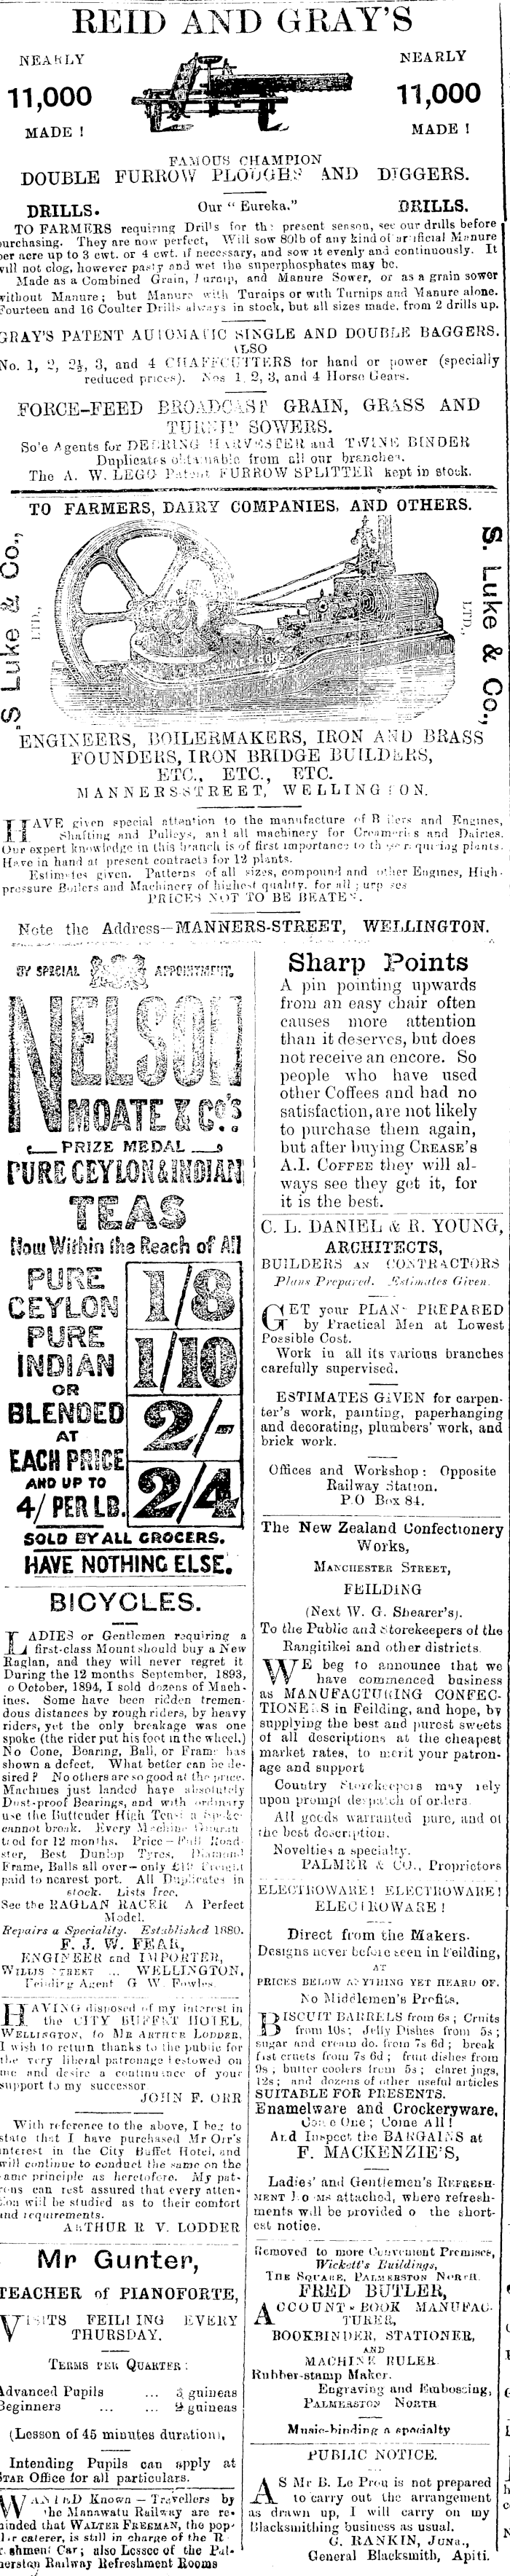 REID AND GRAY'S
NEARLY
11,000
MADE !
NEARLY
11,000
MADE !
FAMOUS CHAMPION
DOUBLE FURROW PLOUGHS AND DIGGERS.
DRILLS. Our " Eureka." DRILLS.
TO FARMERS requiring Drills for the present season, see our drills before
purchasing. They are now perfect, Will sow 80lb of any kind of artificial Manure
per acre up to 3 cwt. or 4 cwt. if necessary, and sow it evenly and continuously. It
will not clog, however pasty and wet the superphosphates may be.
Made as a Combined Grain, Turnip, and Manure Sower, or as a grain sower
without Manure ; but Manure with Turnips or with Turnips and Manure alone.
Fourteen and 16 Coulter Drills always in stock, but all sizes made, from 2 drills up.
GRAY'S PATENT AUTOMATIC SINGLE AND DOUBLE BAGGERS.
ALSO
No. 1, 2, 2½, 3, and 4 CHAFFCUTTERS for hand or power (specially
reduced prices). Nos 1, 2, 3, and 4 Horse Gears.
FORCE-FEED BROADCAST GRAIN, GRASS AND
TURNIP SOWERS.
So'e Agents for DEERING HARVESTER and TWINE BINDER
Duplicates obtainable from all our branches.
The A. W. LEGO Patent FURROW SPLITTER kept in stock.
TO FARMERS, DAIRY COMPANIES, AND OTHERS.
S Luke & Co.,
LTD.,
S. Luke & Co.,
LTD.,
ENGINEERS, BOILERMAKERS, IRON AND BRASS
FOUNDERS, IRON BRIDGE BUILDERS,
ETC., ETC., ETC.
MANNERS-STREET, WELLINGTON.
HAVE given special attention to the manufacture of Boilers and Engines,
Shafting and Pulleys, and all machinery for Creameries and Dairies.
Our expert knowledge in this branch is of first importance to those requiring plants.
Have in hand at present contracts for 12 plants.
Estimates given. Patterns of all sizes, compound and other Engines, High-
pressure Boilers and Machinery of highest quality, for all purposes
PRICES NOT TO BE BEATEN.
Note the Address—MANNERS-STREET, WELLINGTON.
BY SPECIAL APPOINTMENT.
NELSON
MOATE & Co.'s
PRIZE MEDAL
PURE CEYLON & INDIAN
TEAS
Now Within the Reach of All
PURE
CEYLON 1/8
PURE
INDIAN 1/10
OR
BLENDED 2/-
AT
EACH PRICE
AND UP TO 2/4
4/ PER LB.
SOLD BY ALL GROCERS.
HAVE NOTHING ELSE.
BICYCLES.
LADIES or Gentlemen requiring a
first-class Mount should buy a New
Raglan, and they will never regret it
During the 12 months September, 1893,
o October, 1894, I sold dozens of Mach-
ines. Some have been ridden tremen-
dous distances by rough riders, by heavy
riders, yet the only breakage was one
spoke (the rider put his foot in the wheel.)
No Cone, Bearing, Ball, or Frame has
shown a defect. What better can be de-
sired ? No others are so good at the price.
Machines just landed have absolutely
Dust-proof Bearings, and with ordinary
use the Buttender High Tension Spoke
cannot break. Every Machine Guaran
teed for 12 months. Price — Full Road-
ster, Best Dunlop Tyres, Diamond
Frame, Balls all over — only Freight
paid to nearest port. All Duplicates in
stock. Lists free.
See the RAGLAN RACER A Perfect
Model.
Repairs a Speciality. Established 1880.
F. J. W. FEAR,
ENGINEER and IMPORTER,
WILLIS STREET ... WELLINGTON,
Feilding Agent G W. Fowles.
HAVING disposed of my interest in
the CITY BUFFET HOTEL,
WELLINGTON, to MR ARTHUR LODDER,
I wish to return thanks to the public for
the very liberal patronage bestowed on
me and desire a continuance of your
support to my successor
JOHN F. ORR
With reference to the above, I beg to
state that I have purchased Mr Orr's
interest in the City Buffet Hotel, and
will continue to conduct the same on the
same principle as heretofore. My pat-
rons can rest assured that every atten-
tion will be studied as to their comfort
and requirements.
ARTHUR R V. LODDER
Mr Gunter,
TEACHER of PIANOFORTE,
VISITS FEILDING EVERY
THURSDAY.
TERMS PER QUARTER :
Advanced Pupils ... 3 guineas
Beginners ... ... 2 guineas
(Lesson of 45 minutes duration),
Intending Pupils can apply at
STAR Office for all particulars.
WANTED Known — Travellers by
the Manawatu Railway are re-
minded that WALTER FREEMAN, the pop-
lar caterer, is still in charge of the R
eshment Car ; also Lessee of the Pal-
merston Railway Refreshment Rooms
Sharp Points
A pin pointing upwards
from an easy chair often
causes more attention
than it deserves, but does
not receive an encore. So
people who have used
other Coffees and had no
satisfaction, are not likely
to purchase them again,
but after buying CREASE'S
A.1. COFFEE they will al-
ways see they get it, for
it is the best.
C. L. DANIEL & R. YOUNG,
ARCHITECTS,
BUILDERS AN CONTRACTORS
Plans Prepared. Estimates Given.
GET your PLANS PREPARED
by Practical Men at Lowest
Possible Cost.
Work in all its various branches
carefully supervised.
ESTIMATES GIVEN for carpen-
ter's work, painting, paperhanging
and decorating, plumbers' work, and
brick work.
Offices and Workshop : Opposite
Railway Station.
P.O Box 84.
The New Zealand Confectionery
Works,
MANCHESTER STREET,
FEILDING
(Next W. G. Shearer's).
To the Public and Storekeepers of the
Rangitikei and other districts.
WE beg to announce that we
have commenced business
as MANUFACTURING CONFEC-
TIONERS in Feilding, and hope, by
supplying the best and purest sweets
of all descriptions at the cheapest
market rates, to merit your patron-
age and support
Country Storekeepers may rely
upon prompt despatch of orders.
All goods warranted pure, and of
the best description.
Novelties a specialty.
PALMER & CO., Proprietors
ELECTROWARE ! ELECTROWARE !
ELECTROWARE !
Direct from the Makers.
Designs never before seen in Feilding,
AT
PRICES BELOW ANYTHING YET HEARD OF.
No Middlemen's Profits.
BISCUIT BARRELS from 6s ; Cruits
from 10s ; Jelly Dishes from 5s ;
sugar and cream do. from 7s 6d ; break
fast cruets from 7s 6d ; fruit dishes from
9s , butter coolers from 5s ; claret jugs,
12s ; and dozens of other useful articles
SUITABLE FOR PRESENTS.
Enamelware and Crockeryware,
Come One ; Come All !
And Inspect the BARGAINS at
F. MACKENZIE'S,
Ladies' and Gentlemen's REFRESH-
MENT Rooms attached, where refresh-
ments will be provided on the short-
est notice.
Removed to more Convenient Premises,
Wickett's Buildings,
THE SQUARE, PALMERSTON NORTH.
FRED BUTLER,
ACCOUNT-BOOK MANUFAC-
TURER,
BOOKBINDER, STATIONER,
AND
MACHINE RULER
Rubber-stamp Maker.
Engraving and Embossing,
PALMERSTON NORTH
Music-binding a specialty
PUBLIC NOTICE.
AS Mr B. Le Prou is not prepared
to carry out the arrangement
as drawn up, I will carry on my
Blacksmithing business as usual.
G. RANKIN, JUNR.,
General Blacksmith, Apiti.